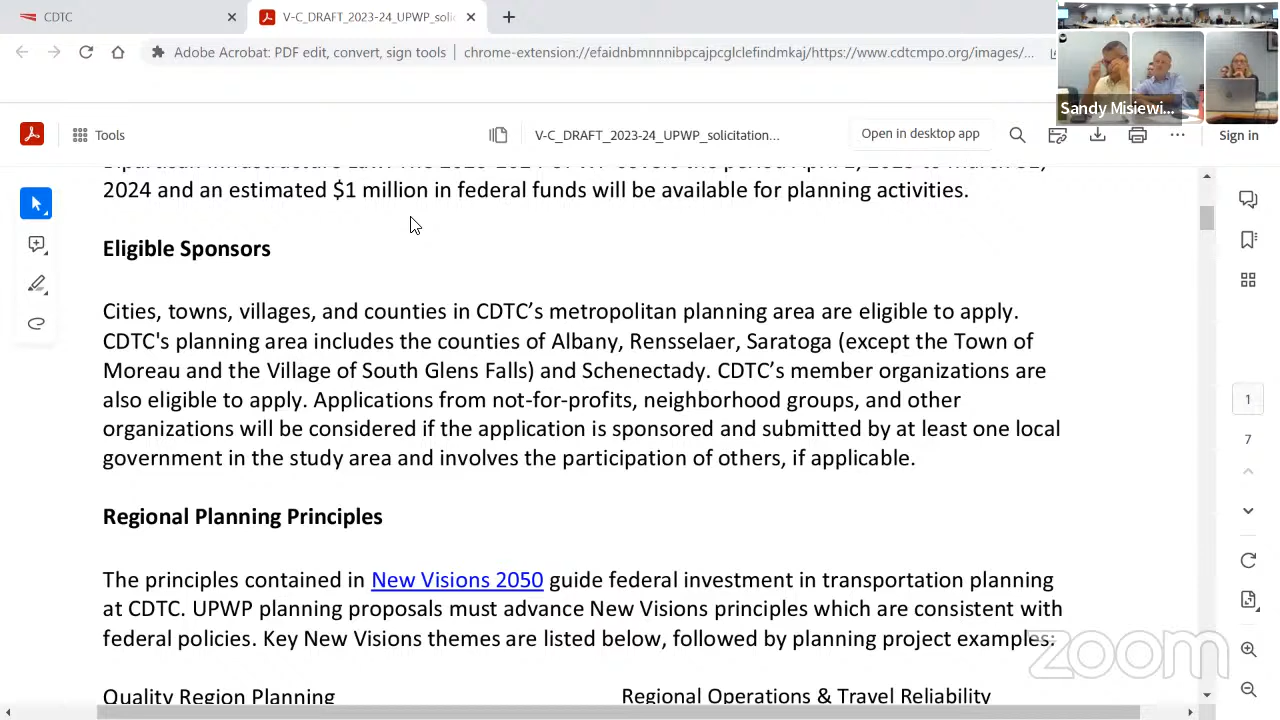 CDTC
V-C_DRAFT_2023-24_UPWP_soli
Adobe Acrobat: PDF edit, convert, sign tools
chrome-extension://efaidnbmnnnibpcajpcglclefindmkaj/https://www.cdtcmpo.org/images/...
Sandy Misiewi...
Tools
V-C_DRAFT_2023-24_UPWP_solicitation...
Open in desktop app
Sign in
2024 and an estimated $1 million in federal funds will be available for planning activities.
Eligible Sponsors
Cities, towns, villages, and counties in CDTC’s metropolitan planning area are eligible to apply.
CDTC's planning area includes the counties of Albany, Rensselaer, Saratoga (except the Town of
Moreau and the Village of South Glens Falls) and Schenectady. CDTC’s member organizations are
also eligible to apply. Applications from not-for-profits, neighborhood groups, and other
organizations will be considered if the application is sponsored and submitted by at least one local
government in the study area and involves the participation of others, if applicable.
1
7
Regional Planning Principles
The principles contained in New Visions 2050 guide federal investment in transportation planning
at CDTC. UPWP planning proposals must advance New Visions principles which are consistent with
federal policies. Key New Visions themes are listed below, followed by planning project examples:
zoom
Quality Region Planning
Regional Operations & Travel Reliability